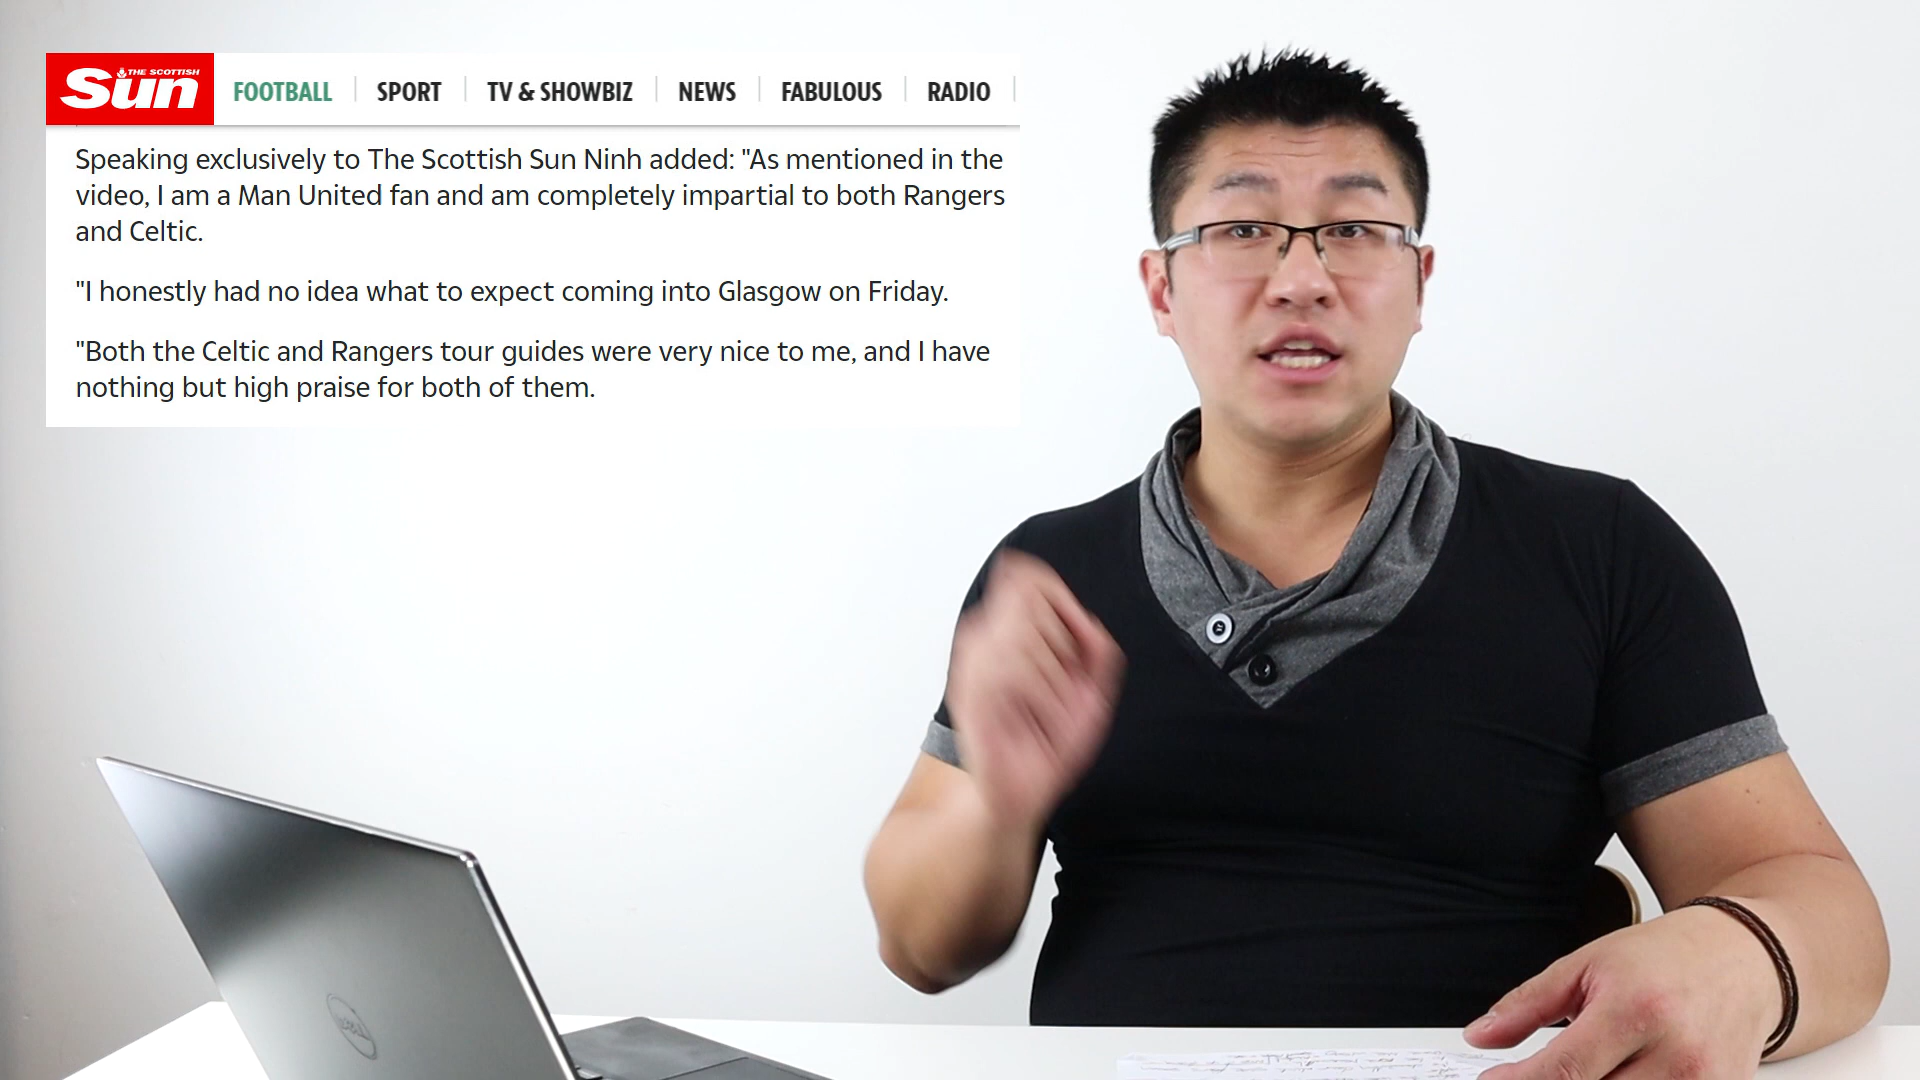 THE SCOTTISH
Sun
FOOTBALL SPORT TV & SHOWBIZ NEWS FABULOUS RADIO
Speaking exclusively to The Scottish Sun Ninh added: "As mentioned in the
video, I am a Man United fan and am completely impartial to both Rangers
and Celtic.
"I honestly had no idea what to expect coming into Glasgow on Friday.
"Both the Celtic and Rangers tour guides were very nice to me, and I have
nothing but high praise for both of them.
DELL